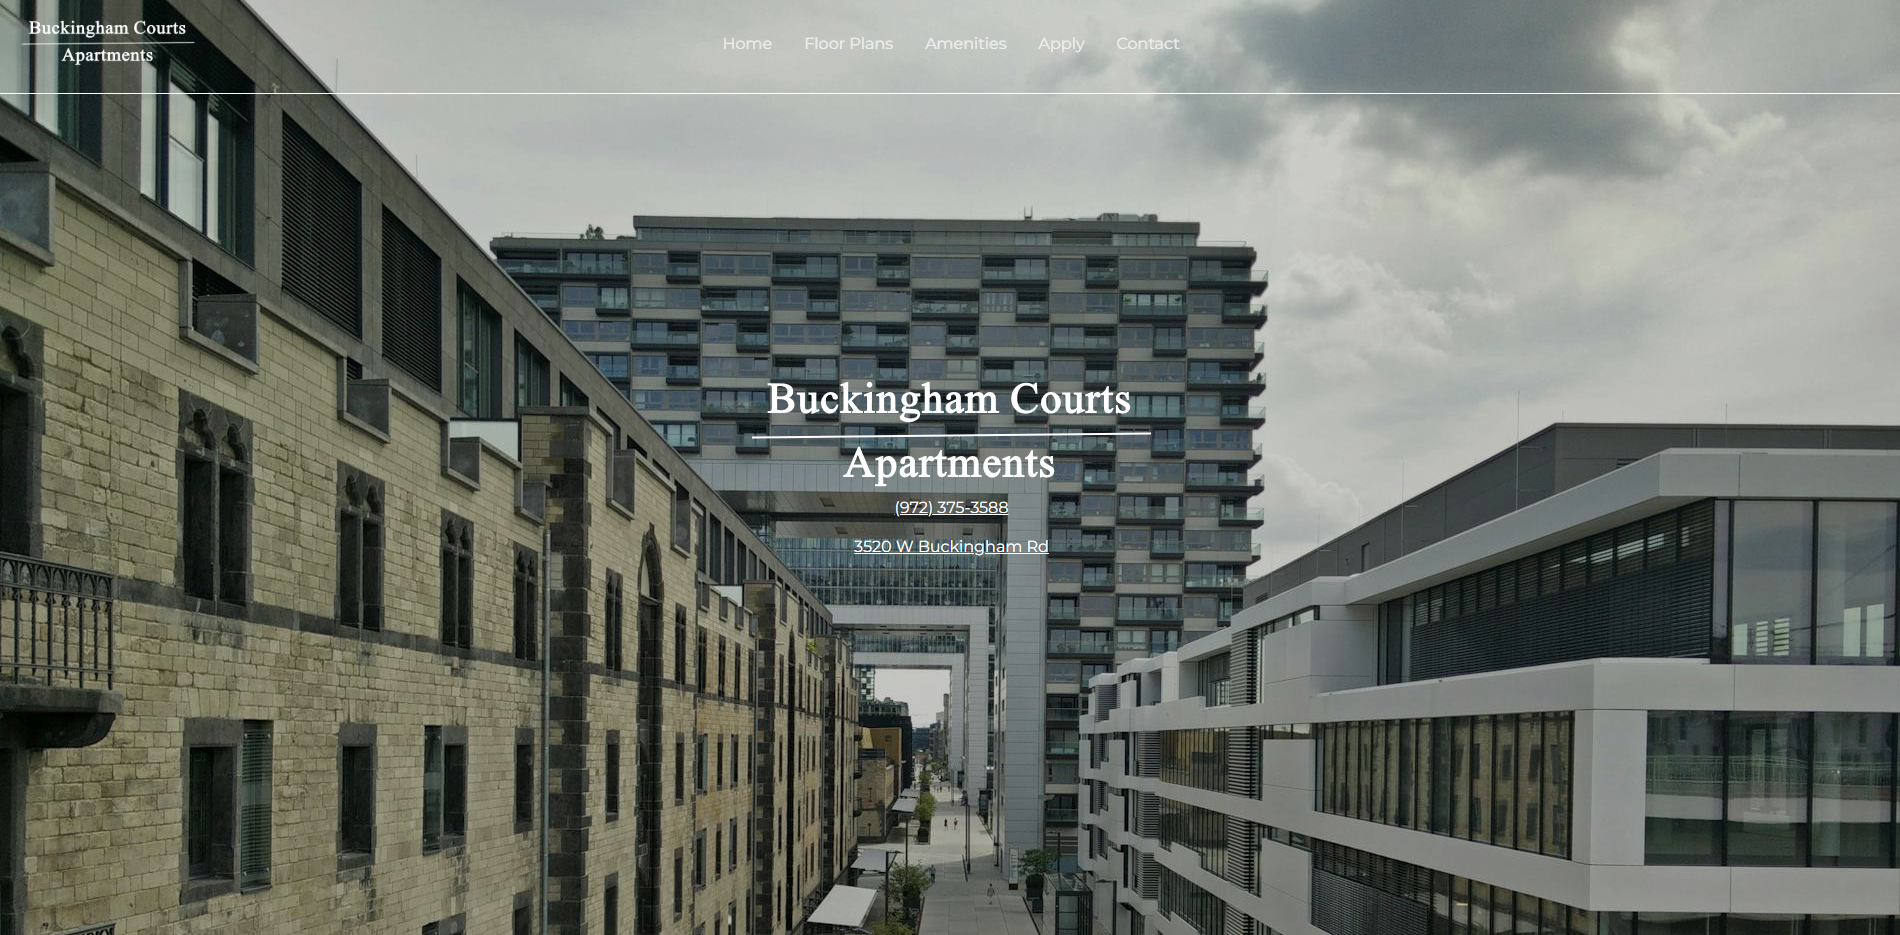 Buckingham Courts
Apartments
Home Floor Plans Amenities Apply Contact
Buckingham Courts
Apartments
(972) 375-3588
3520 W Buckingham Rd